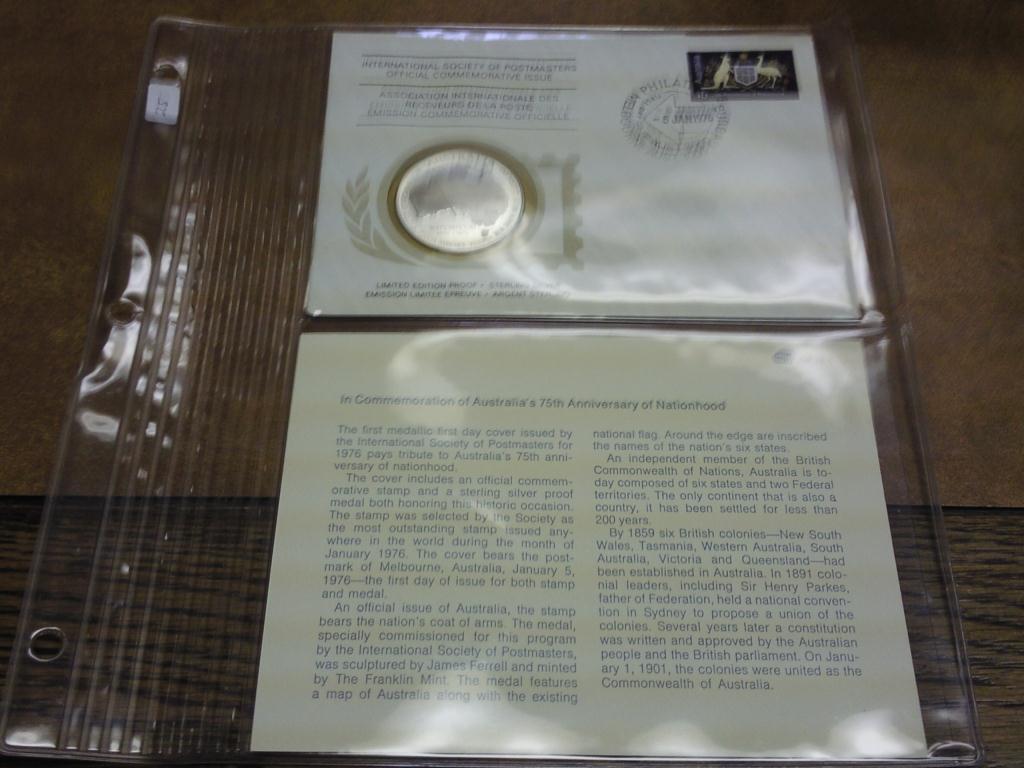 25
INTERNATIONAL SOCIETY OF POSTMASTERS
OFFICIAL COMMEMORATIVE ISSUE
ASSOCIATION INTERNATIONALE DES
RECEVEURS DE LA POSTE
EMISSION COMMEMORATIVE OFFICIELLE
PHILAT
5 JAN 1976
LIMITED EDITION PROOF • STERLING SILVER
EMISSION LIMITEE EPREUVE • ARGENT STERLING
In Commemoration of Australia's 75th Anniversary of Nationhood
The first medallic first day cover issued by
the International Society of Postmasters for
1976 pays tribute to Australia's 75th anni-
versary of nationhood.
The cover includes an official commem-
orative stamp and a sterling silver proof
medal both honoring this historic occasion.
The stamp was selected by the Society as
the most outstanding stamp issued any-
where in the world during the month of
January 1976. The cover bears the post-
mark of Melbourne, Australia, January 5,
1976—the first day of issue for both stamp
and medal.
An official issue of Australia, the stamp
bears the nation's coat of arms. The medal,
specially commissioned for this program
by the International Society of Postmasters,
was sculptured by James Ferrell and minted
by The Franklin Mint. The medal features
a map of Australia along with the existing
national flag. Around the edge are inscribed
the names of the nation's six states.
An independent member of the British
Commonwealth of Nations, Australia is to-
day composed of six states and two Federal
territories. The only continent that is also a
country, it has been settled for less than
200 years.
By 1859 six British colonies—New South
Wales, Tasmania, Western Australia, South
Australia, Victoria and Queensland—had
been established in Australia. In 1891 colo-
nial leaders, including Sir Henry Parkes,
father of Federation, held a national conven-
tion in Sydney to propose a union of the
colonies. Several years later a constitution
was written and approved by the Australian
people and the British parliament. On Janu-
ary 1, 1901, the colonies were united as the
Commonwealth of Australia.